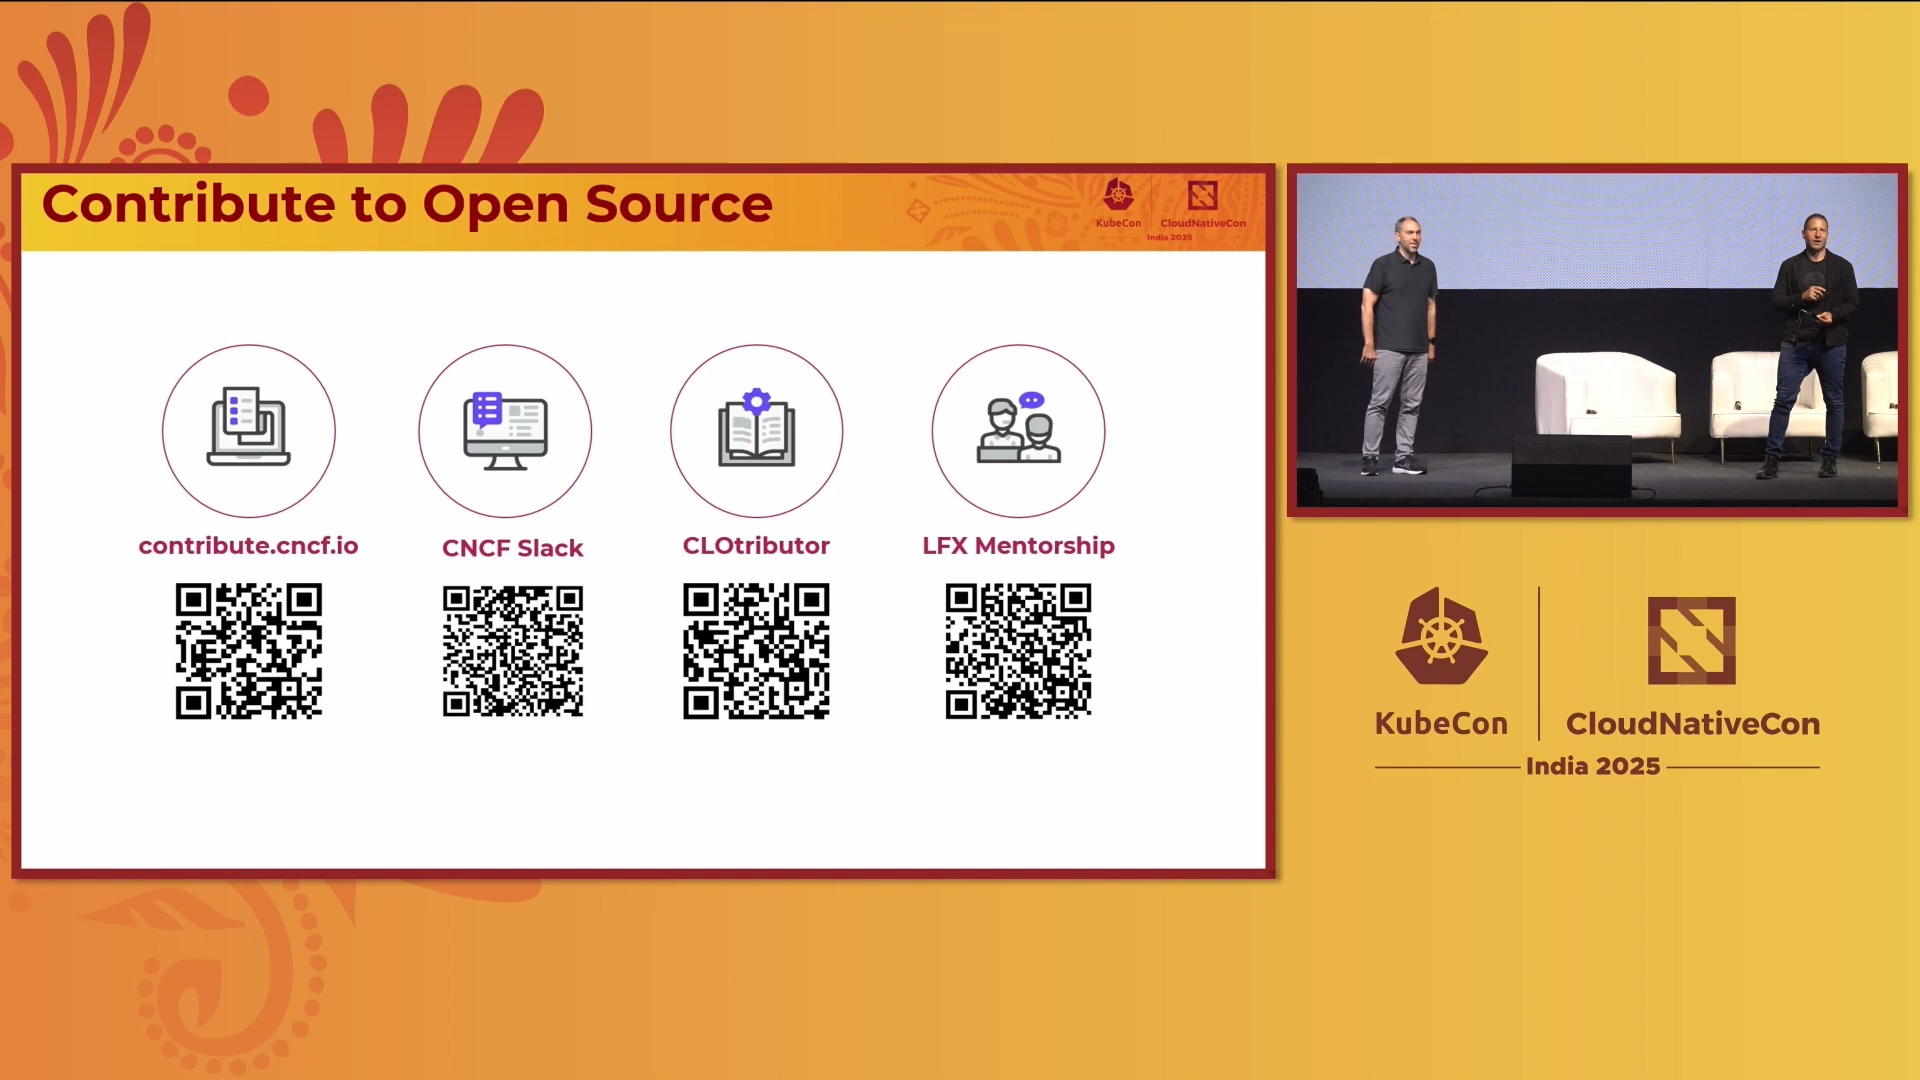 Contribute to Open Source
KubeCon
CloudNativeCon
India 2025
contribute.cncf.io
CNCF Slack
CLOtributor
LFX Mentorship
KubeCon
CloudNativeCon
India 2025